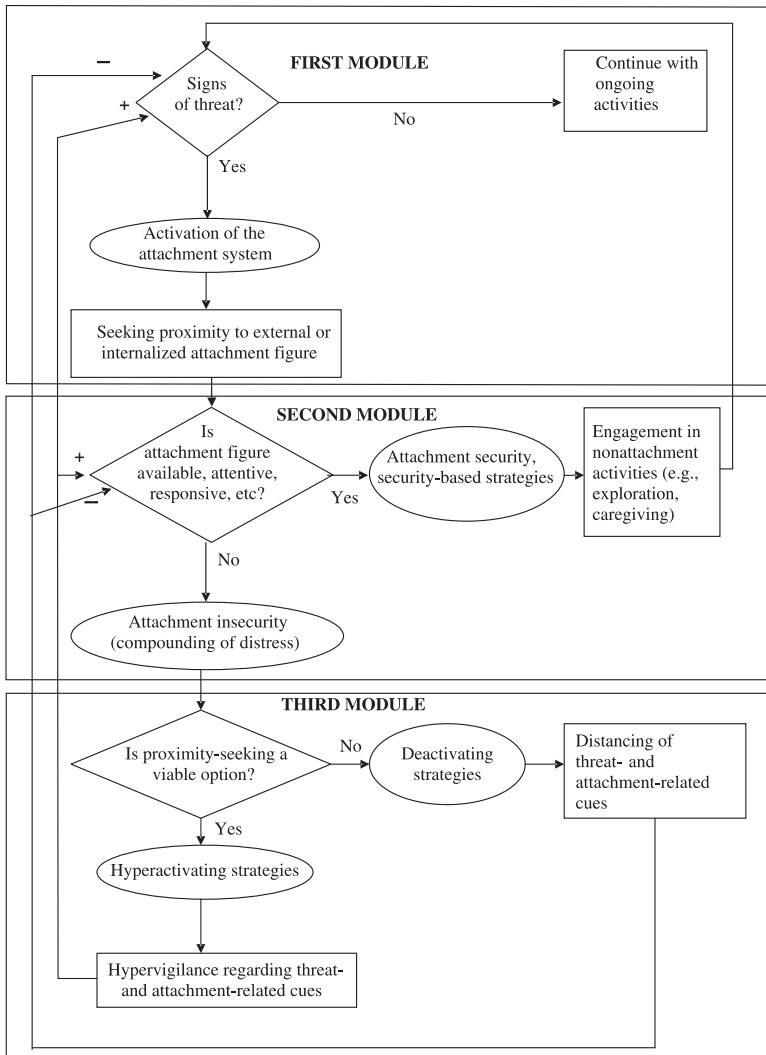 FIRST MODULE
−
+
Signs
of threat?
No
Continue with
ongoing
activities
Yes
Activation of the
attachment system
Seeking proximity to external or
internalized attachment figure
SECOND MODULE
+
−
Is
attachment figure
available, attentive,
responsive, etc?
Yes
Attachment security,
security-based strategies
Engagement in
nonattachment
activities (e.g.,
exploration,
caregiving)
No
Attachment insecurity
(compounding of distress)
THIRD MODULE
Is proximity-seeking a
viable option?
No
Deactivating
strategies
Distancing of
threat- and
attachment-related
cues
Yes
Hyperactivating strategies
Hypervigilance regarding threat-
and attachment-related cues